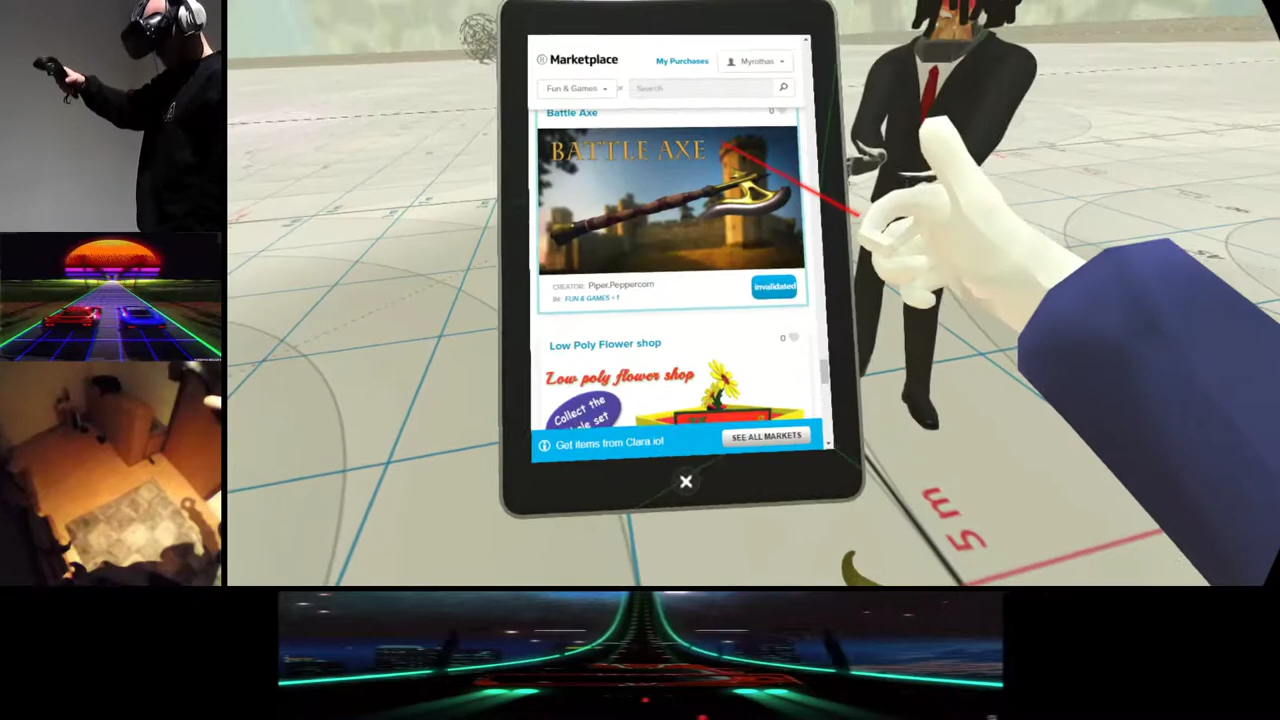 Marketplace
My Purchases
Myrothas
Fun & Games
Search
Battle Axe
0
BATTLE AXE
CREATOR: Piper.Peppercorn
IN: FUN & GAMES +1
invalidated
Low Poly Flower shop
0
Low poly flower shop
Collect the
Get items from Clara.io!
SEE ALL MARKETS
5 m